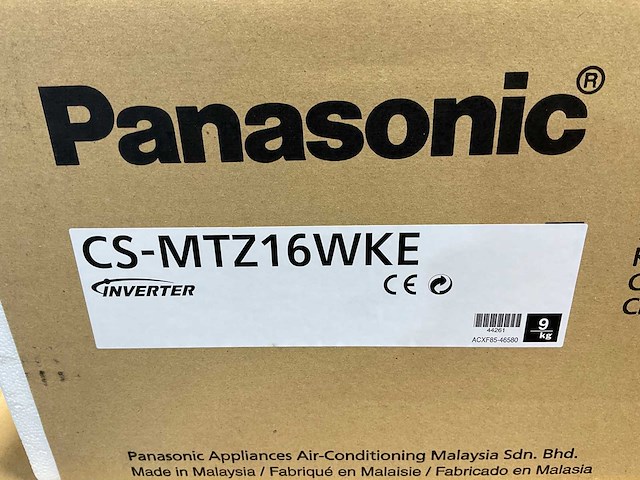 Panasonic®
CS-MTZ16WKE
INVERTER
CE
44261
ACXF85-46580
9
kg
Panasonic Appliances Air-Conditioning Malaysia Sdn. Bhd.
Made in Malaysia / Fabriqué en Malaisie / Fabricado en Malasia